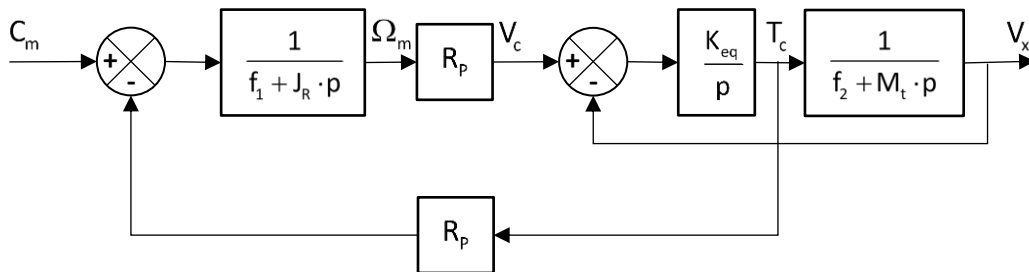 C_m
+
-
1
f_1 + J_R · p
Ω_m
R_P
V_c
+
-
K_eq
p
T_c
1
f_2 + M_t · p
V_x
R_P